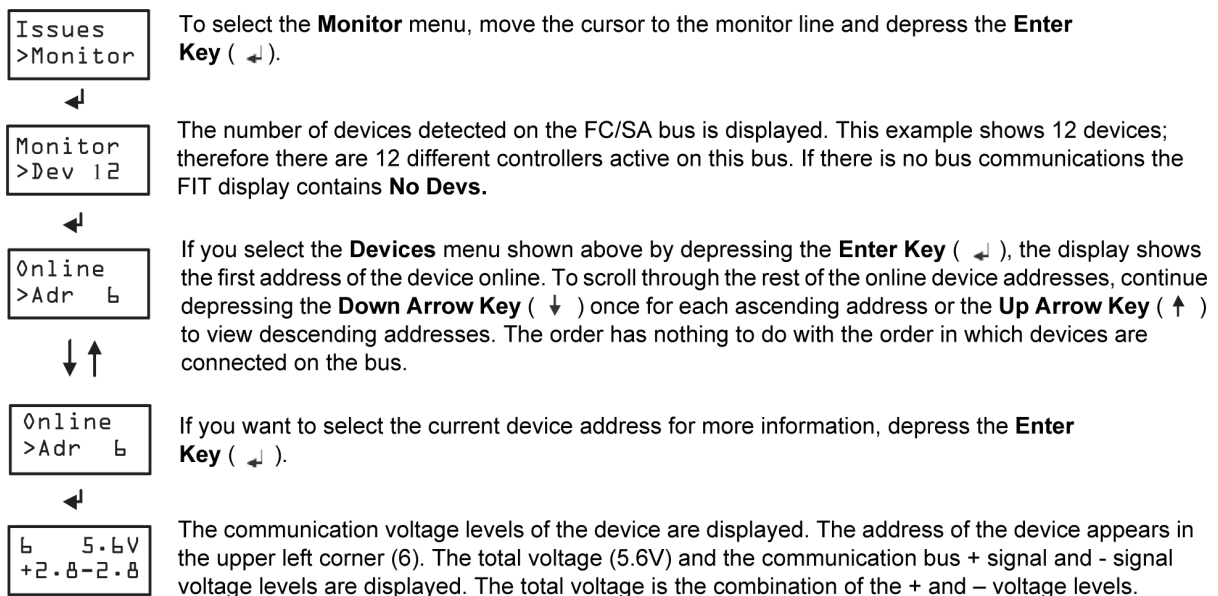 Issues
>Monitor
To select the Monitor menu, move the cursor to the monitor line and depress the Enter
Key ( ↲ ).
↲
Monitor
>Dev 12
The number of devices detected on the FC/SA bus is displayed. This example shows 12 devices;
therefore there are 12 different controllers active on this bus. If there is no bus communications the
FIT display contains No Devs.
↲
Online
>Adr 6
If you select the Devices menu shown above by depressing the Enter Key ( ↲ ), the display shows
the first address of the device online. To scroll through the rest of the online device addresses, continue
depressing the Down Arrow Key ( ↓ ) once for each ascending address or the Up Arrow Key ( ↑ )
to view descending addresses. The order has nothing to do with the order in which devices are
connected on the bus.
↓ ↑
Online
>Adr 6
If you want to select the current device address for more information, depress the Enter
Key ( ↲ ).
↲
6 5.6V
+2.8-2.8
The communication voltage levels of the device are displayed. The address of the device appears in
the upper left corner (6). The total voltage (5.6V) and the communication bus + signal and - signal
voltage levels are displayed. The total voltage is the combination of the + and – voltage levels.